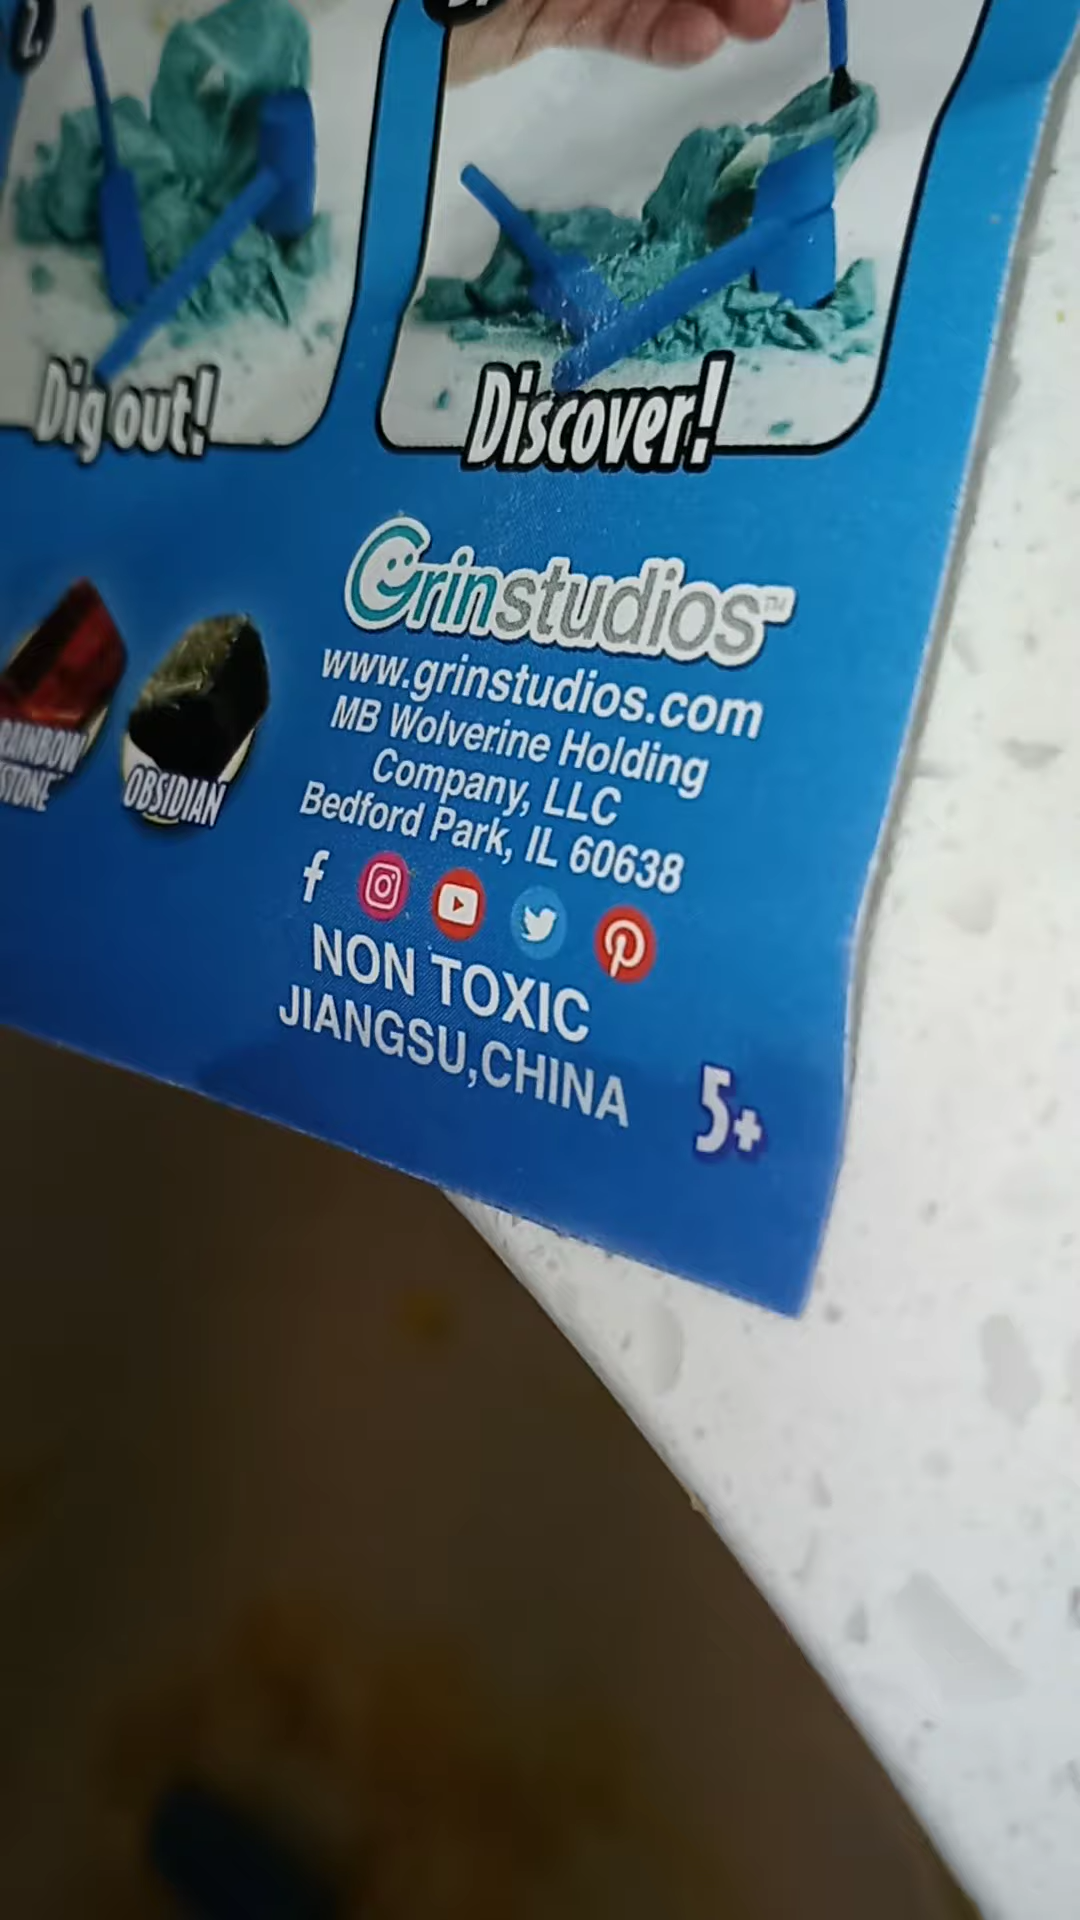 2.
Dig out!
Discover!
RAINBOW
STONE
OBSIDIAN
Grinstudios™
www.grinstudios.com
MB Wolverine Holding
Company, LLC
Bedford Park, IL 60638
NON TOXIC
JIANGSU,CHINA
5+